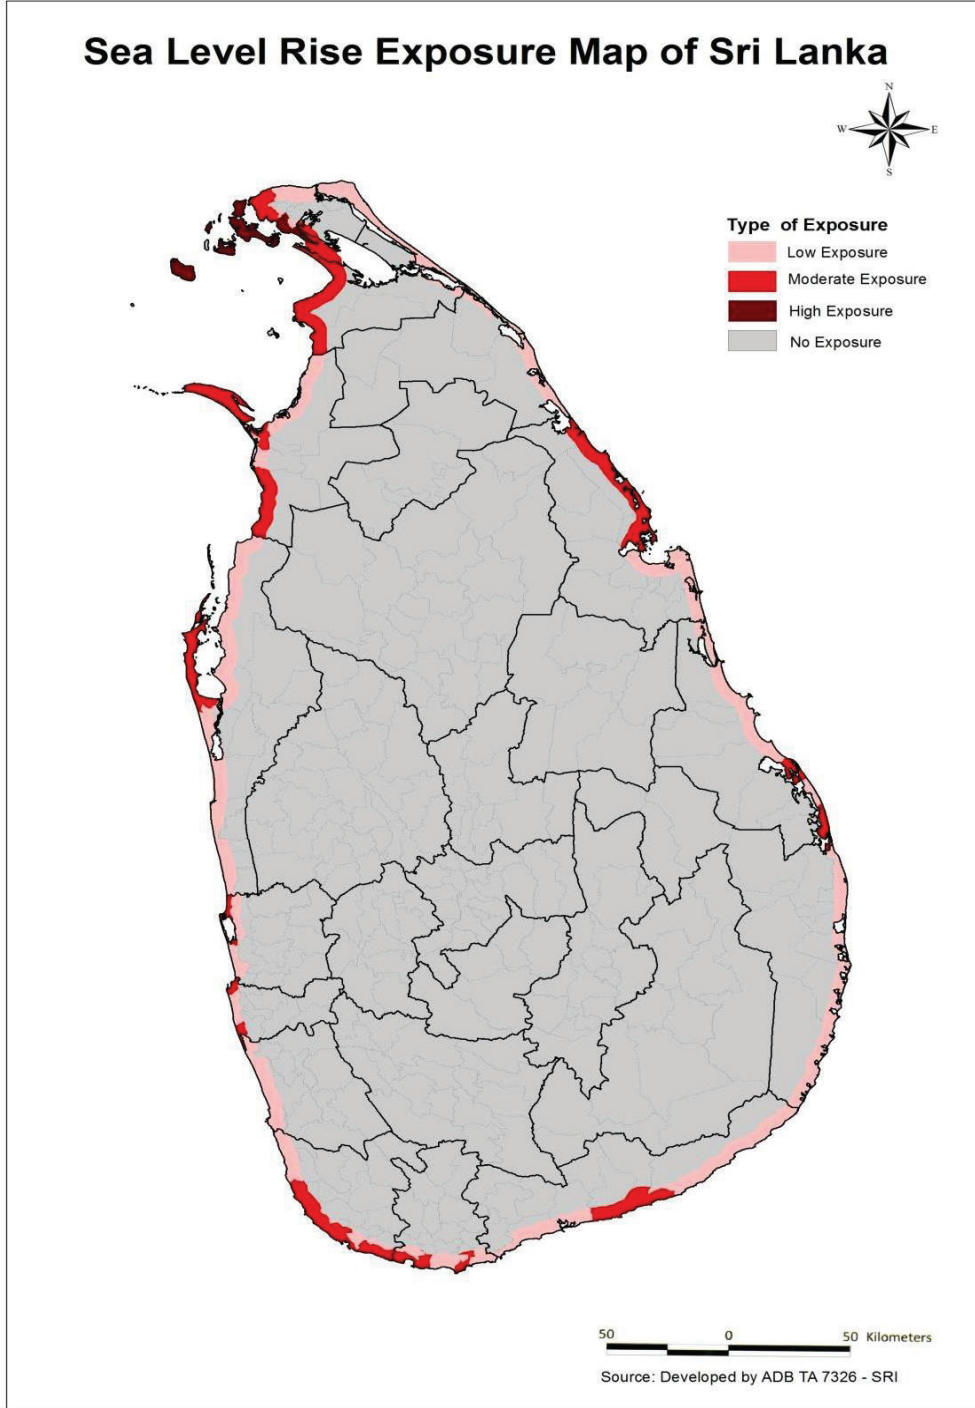 Sea Level Rise Exposure Map of Sri Lanka
N
W E
S
Type of Exposure
Low Exposure
Moderate Exposure
High Exposure
No Exposure
50 0 50 Kilometers
Source: Developed by ADB TA 7326 - SRI